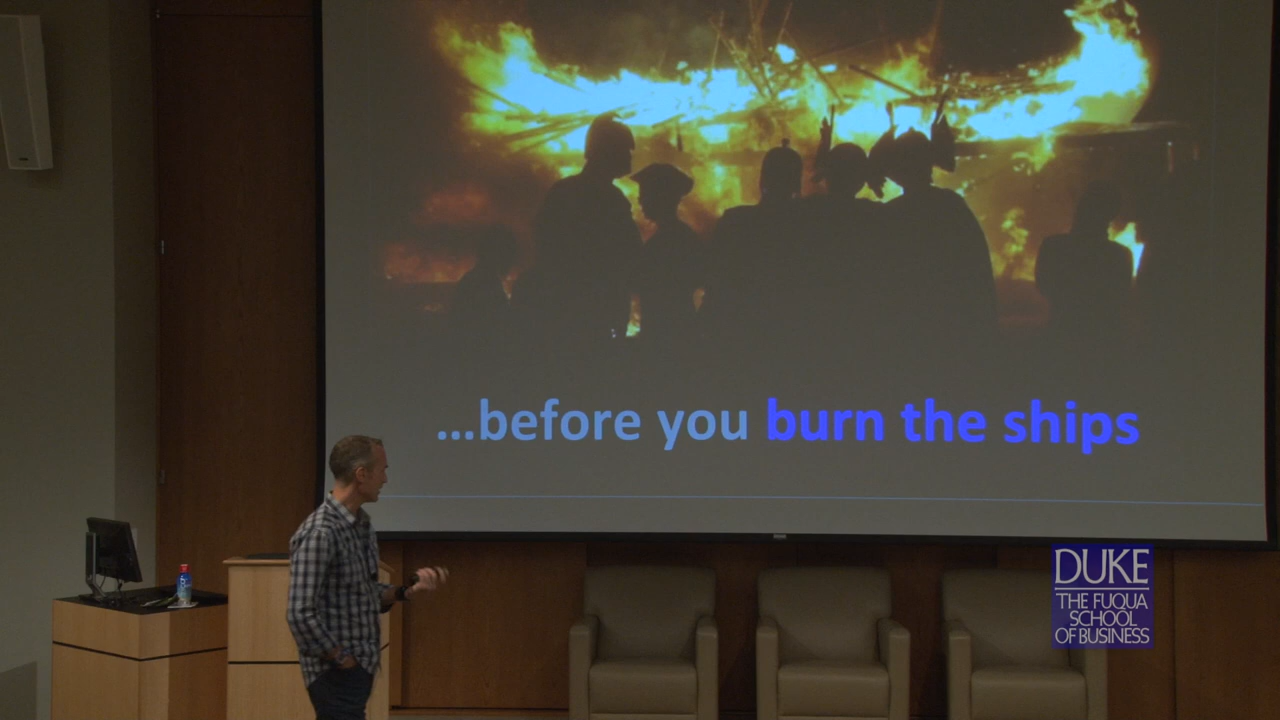 ...before you burn the ships
DUKE
THE FUQUA
SCHOOL
OF BUSINESS